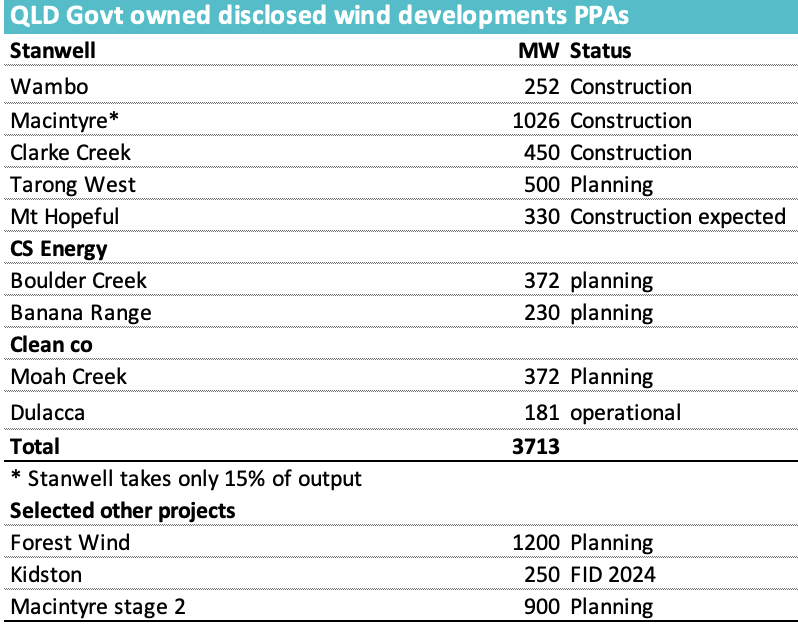 QLD Govt owned disclosed wind developments PPAs
Stanwell MW Status
Wambo 252 Construction
Macintyre* 1026 Construction
Clarke Creek 450 Construction
Tarong West 500 Planning
Mt Hopeful 330 Construction expected
CS Energy
Boulder Creek 372 planning
Banana Range 230 planning
Clean co
Moah Creek 372 Planning
Dulacca 181 operational
Total 3713
* Stanwell takes only 15% of output
Selected other projects
Forest Wind 1200 Planning
Kidston 250 FID 2024
Macintyre stage 2 900 Planning